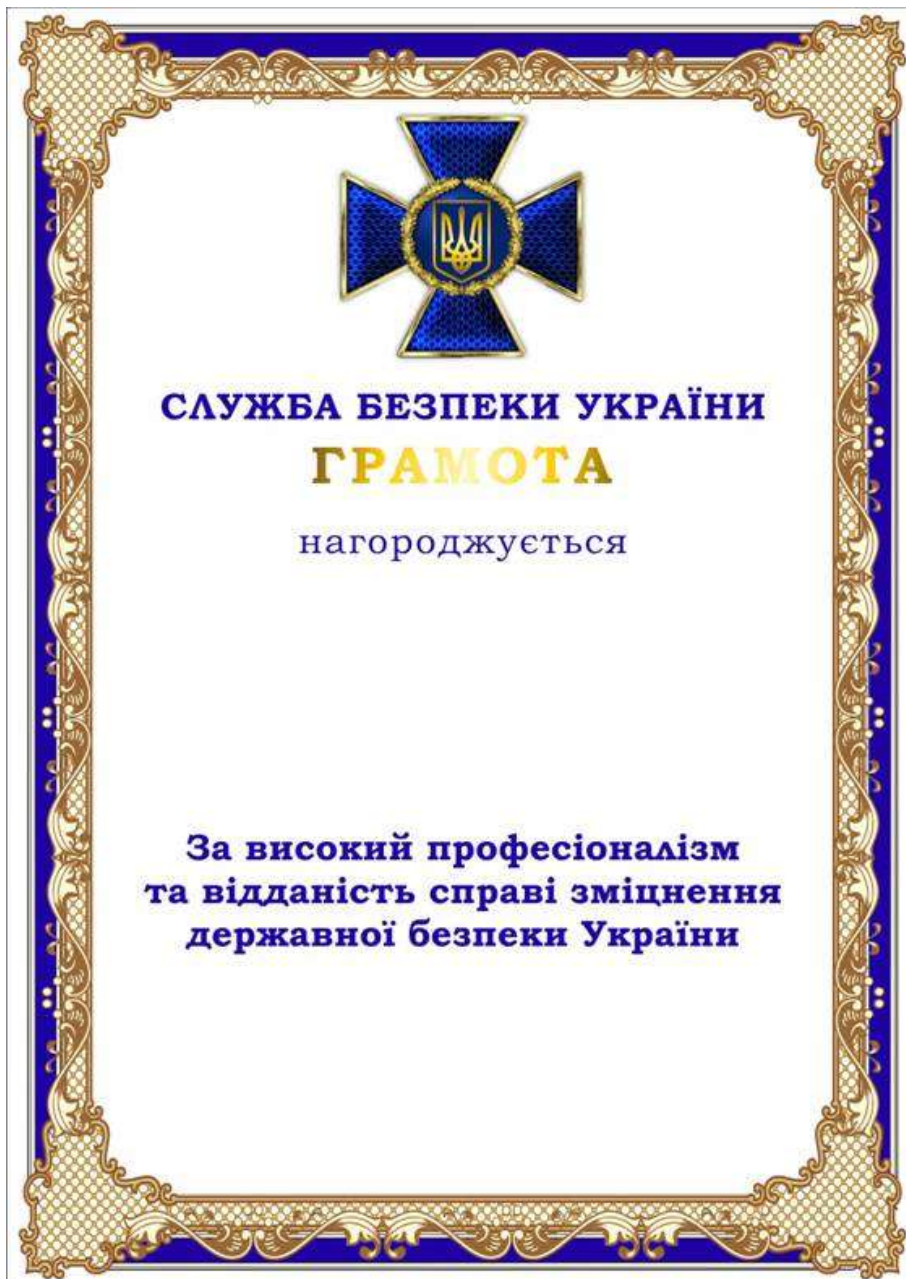 СЛУЖБА БЕЗПЕКИ УКРАЇНИ
ГРАМОТА
нагороджується
За високий професіоналізм
та відданість справі зміцнення
державної безпеки України